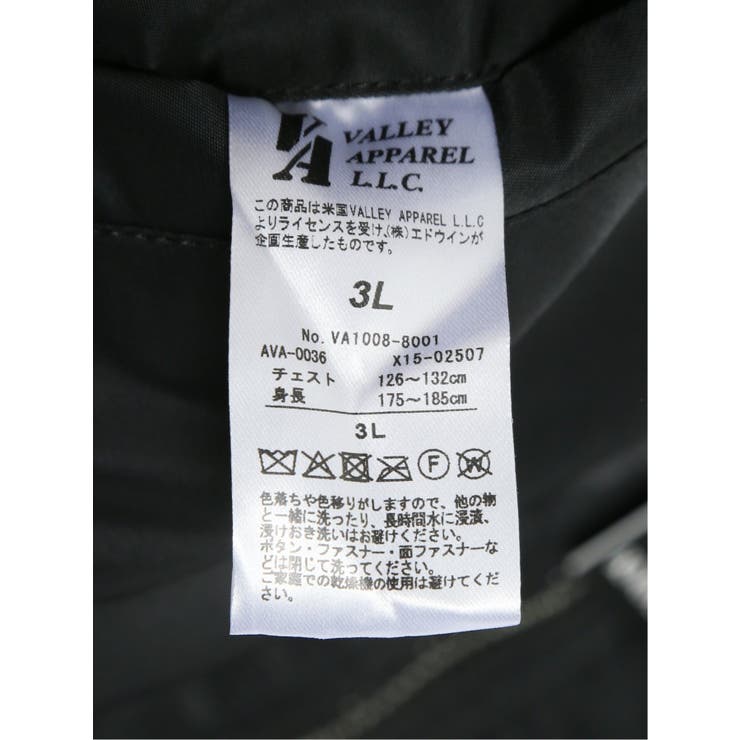 VA
VALLEY
APPAREL
L.L.C.
この商品は米国VALLEY APPAREL L.L.C
よりライセンスを受け、(株)エドウインが
企画生産したものです。
3L
No. VA1008-8001
AVA-0036 X15-02507
チェスト 126～132cm
身長 175～185cm
3L
F W
色落ちや色移りがしますので、他の物
と一緒に洗ったり、長時間水に浸漬、
浸けおき洗いはお避けください。
ボタン・ファスナー・面ファスナーな
どは閉じて洗ってください。
ご家庭での乾燥機の使用は避けてくだ
さい。